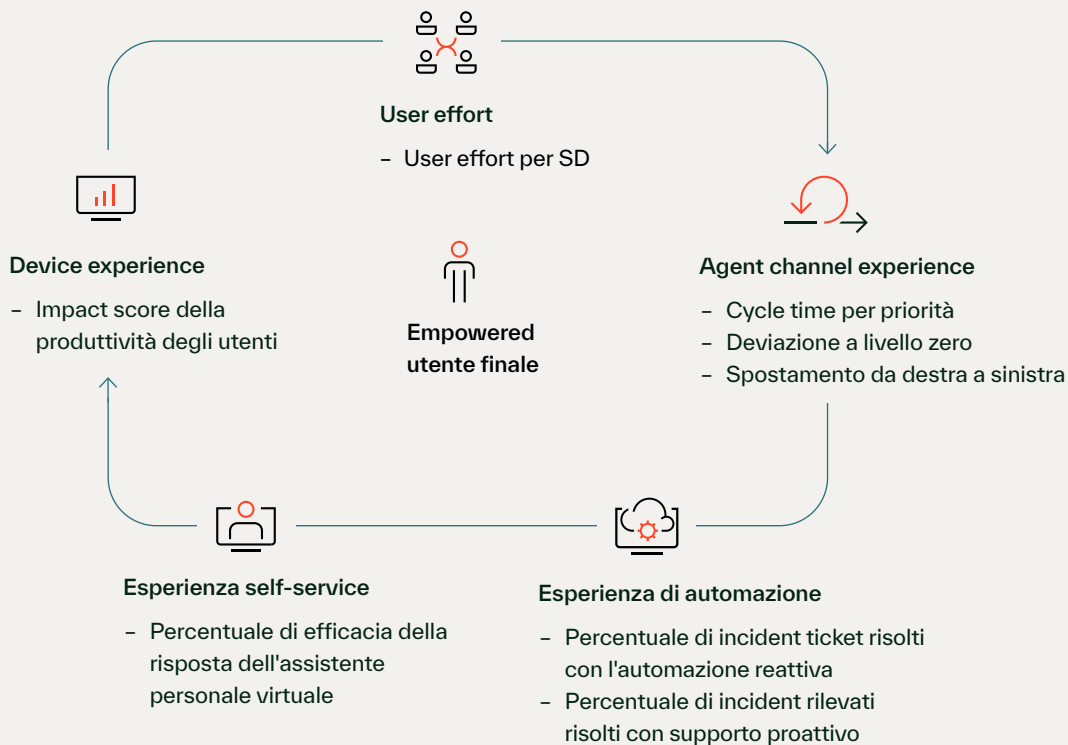 User effort
– User effort per SD
Device experience
– Impact score della
produttività degli utenti
Empowered
utente finale
Agent channel experience
– Cycle time per priorità
– Deviazione a livello zero
– Spostamento da destra a sinistra
Esperienza self-service
– Percentuale di efficacia della
risposta dell'assistente
personale virtuale
Esperienza di automazione
– Percentuale di incident ticket risolti
con l'automazione reattiva
– Percentuale di incident rilevati
risolti con supporto proattivo